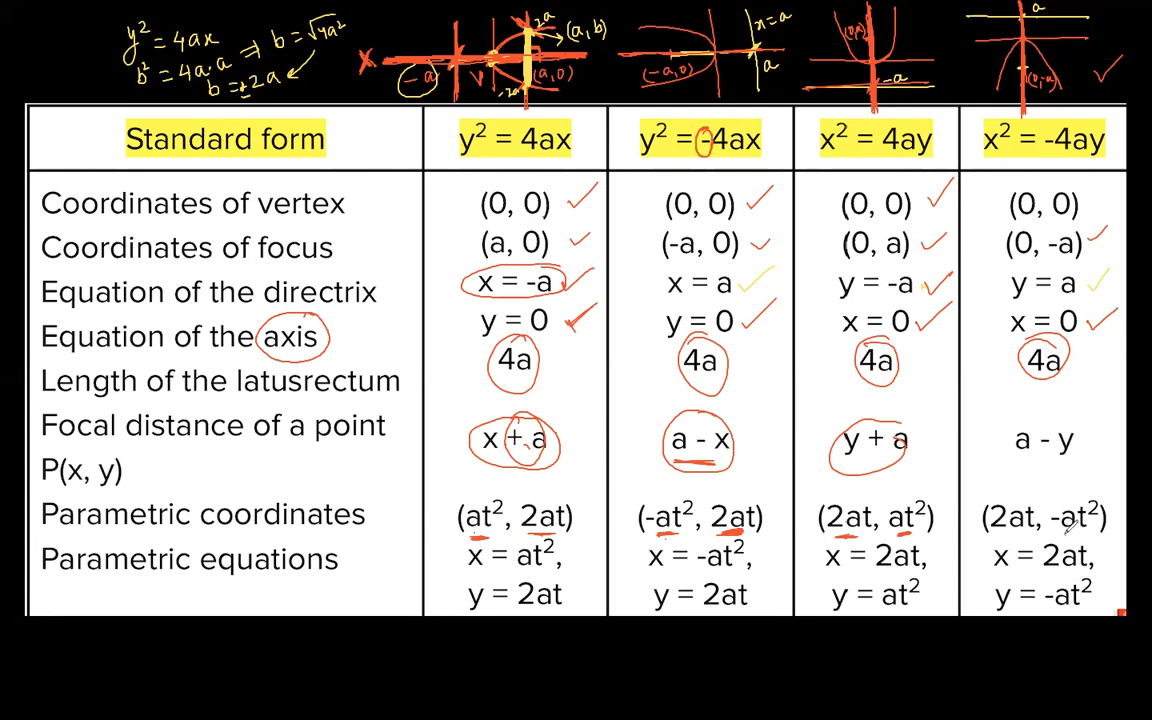 y² = 4ax ⇒ b = √4a²
b² = 4a·a
b = ±2a
X -a V 2a (a, b) (a, 0) -2a
(-a, 0) x = a a
(0, a) -a
a (0, -a)
Standard form y² = 4ax y² = -4ax x² = 4ay x² = -4ay
Coordinates of vertex (0, 0) (0, 0) (0, 0) (0, 0)
Coordinates of focus (a, 0) (-a, 0) (0, a) (0, -a)
Equation of the directrix x = -a x = a y = -a y = a
Equation of the axis y = 0 y = 0 x = 0 x = 0
Length of the latusrectum 4a 4a 4a 4a
Focal distance of a point x + a a - x y + a a - y
P(x, y)
Parametric coordinates (at², 2at) (-at², 2at) (2at, at²) (2at, -at²)
Parametric equations x = at², x = -at², x = 2at, x = 2at,
y = 2at y = 2at y = at² y = -at²